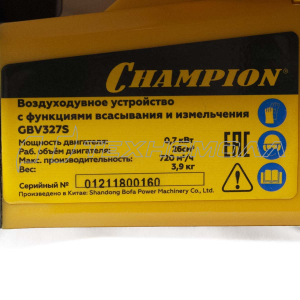 CHAMPION®
Воздуходувное устройство
с функциями всасывания и измельчения
GBV327S
Мощность двигателя: 0,7 кВт
Раб. объём двигателя: 26см³
Макс. производительность: 720 м³/ч
Вес: 3,9 кг
EAC
Серийный № 01211800160
Произведено в Китае: Shandong Bofa Power Machinery Co., Ltd.